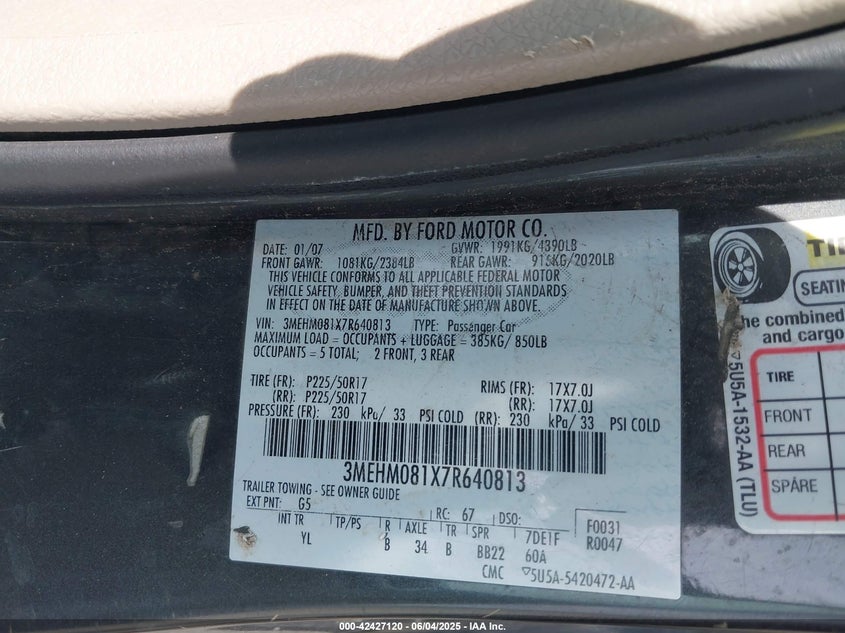 MFD. BY FORD MOTOR CO.
DATE: 01/07 GVWR: 1991KG/4390LB
FRONT GAWR: 1081KG/2384LB REAR GAWR: 916KG/2020LB
THIS VEHICLE CONFORMS TO ALL APPLICABLE FEDERAL MOTOR
VEHICLE SAFETY, BUMPER, AND THEFT PREVENTION STANDARDS
IN EFFECT ON THE DATE OF MANUFACTURE SHOWN ABOVE.
VIN: 3MEHM081X7R640813 TYPE: Passenger Car
MAXIMUM LOAD = OCCUPANTS + LUGGAGE = 385KG/ 850LB
OCCUPANTS = 5 TOTAL; 2 FRONT, 3 REAR
TIRE (FR): P225/50R17 RIMS (FR): 17X7.0J
(RR): P225/50R17 (RR): 17X7.0J
PRESSURE (FR): 230 kPa/ 33 PSI COLD (RR): 230 kPa/ 33 PSI COLD
3MEHM081X7R640813
TRAILER TOWING - SEE OWNER GUIDE
EXT PNT: G5 RC: 67 DSO: F0031
INT TR TP/PS R AXLE TR SPR 7DE1F R0047
YL B 34 B BB22 60A
CMC ▽5U5A-5420472-AA
SEATING
The combined
and cargo
TIRE
FRONT
REAR
SPARE
▽5U5A-1532-AA (TLU)
000-42427120 - 06/04/2025 - IAA Inc.